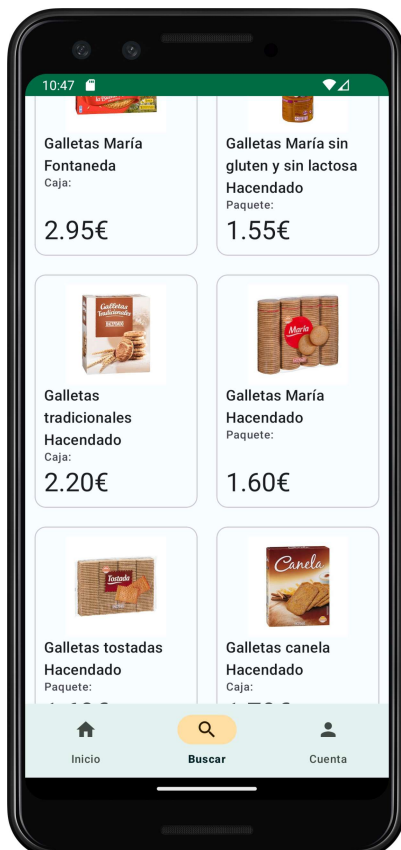 10:47
Galletas María
Fontaneda
Caja:
2.95€
Galletas María sin
gluten y sin lactosa
Hacendado
Paquete:
1.55€
Galletas
Tradicionales
HACENDADO
Galletas
tradicionales
Hacendado
Caja:
2.20€
María
Galletas María
Hacendado
Paquete:
1.60€
Tostada
Galletas tostadas
Hacendado
Paquete:
Canela
Galletas canela
Hacendado
Caja:
Inicio
Buscar
Cuenta